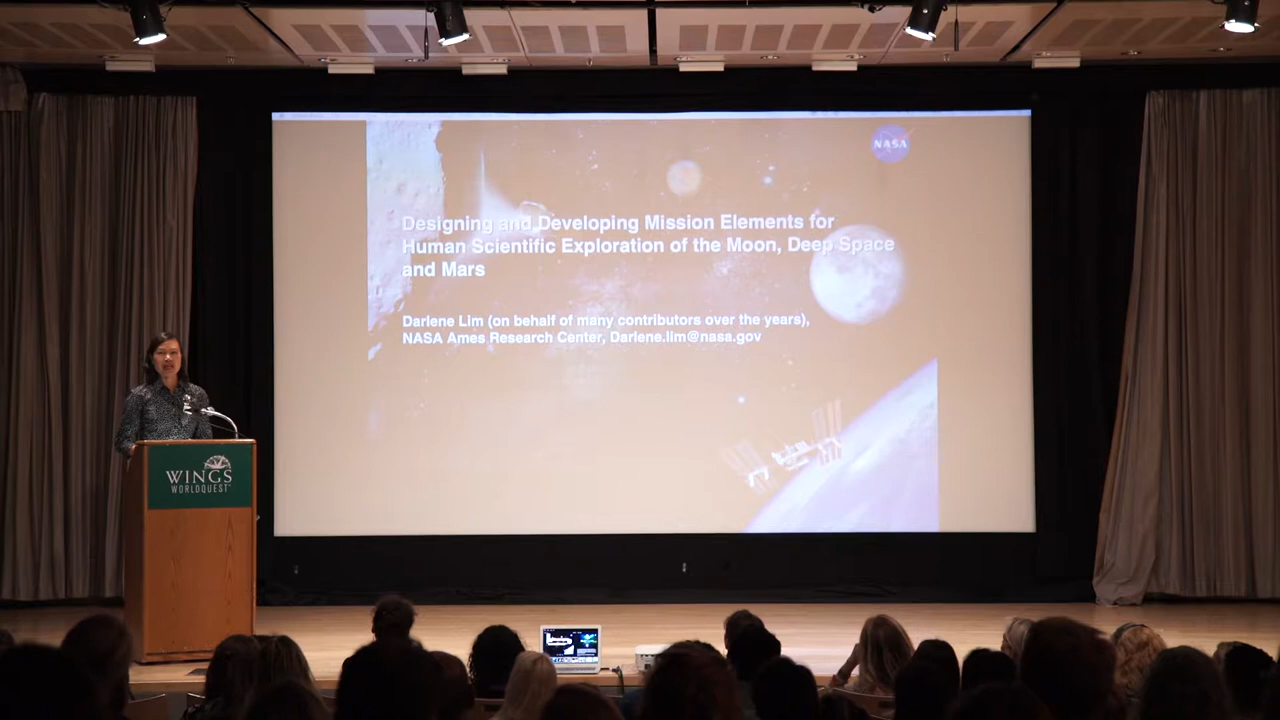 NASA
Designing and Developing Mission Elements for
Human Scientific Exploration of the Moon, Deep Space
and Mars
Darlene Lim (on behalf of many contributors over the years),
NASA Ames Research Center, Darlene.lim@nasa.gov
WINGS
WORLDQUEST